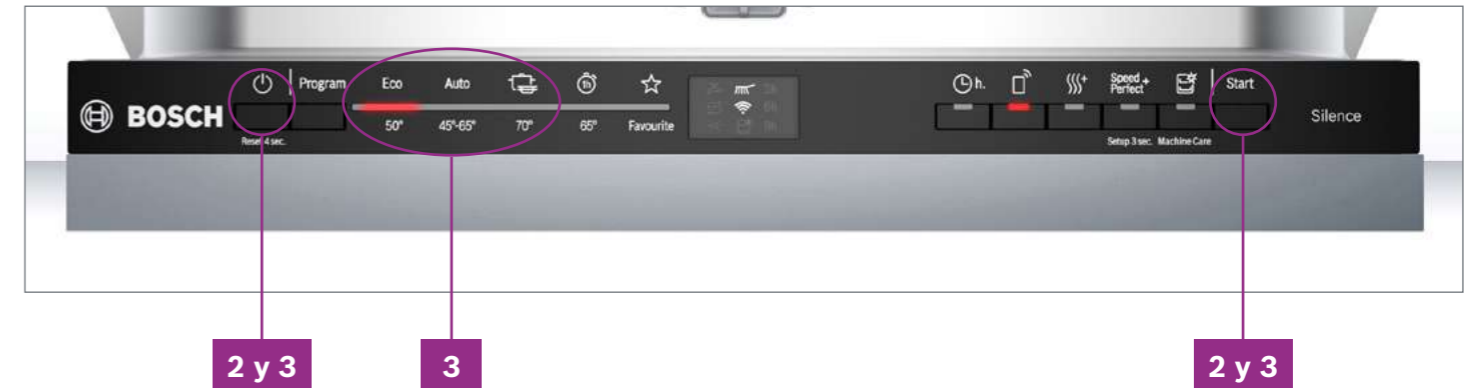 BOSCH
Program
Eco
Auto
1h
h.
+
Speed +
Perfect
Start
50°
45°-65°
70°
65°
Favourite
Silence
Reset 4 sec.
Setup 3 sec.
Machine Care
2 y 3
3
2 y 3